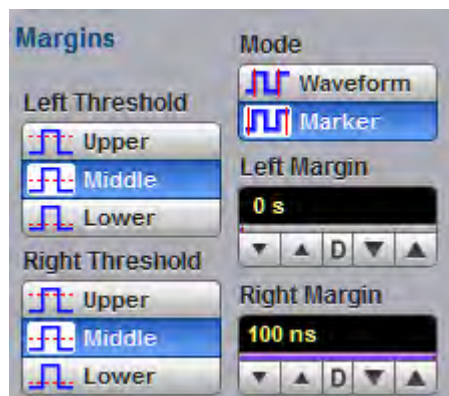 Margins
Mode
Waveform
Marker
Left Threshold
Upper
Middle
Lower
Left Margin
0 s
D
Right Threshold
Upper
Middle
Lower
Right Margin
100 ns
D